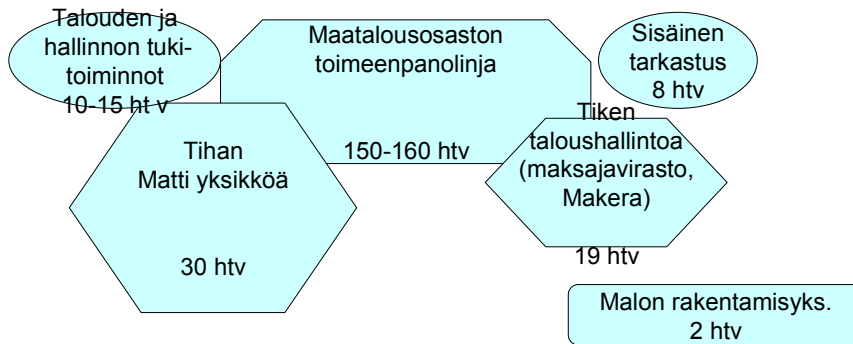 Talouden ja
hallinnon tuki-
toiminnot
10-15 ht v
Maatalousosaston
toimeenpanolinja
150-160 htv
Sisäinen
tarkastus
8 htv
Tihan
Matti yksikköä
30 htv
Tiken
taloushallintoa
(maksajavirasto,
Makera)
19 htv
Malon rakentamisyks.
2 htv